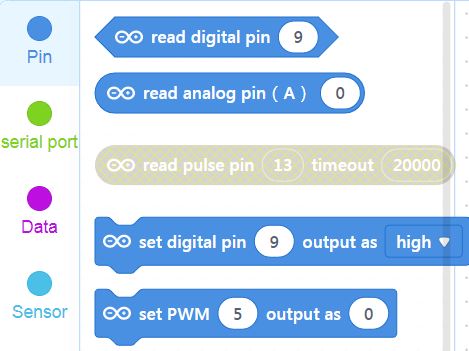 Pin
serial port
Data
Sensor
read digital pin 9
read analog pin ( A ) 0
read pulse pin 13 timeout 20000
set digital pin 9 output as high
set PWM 5 output as 0